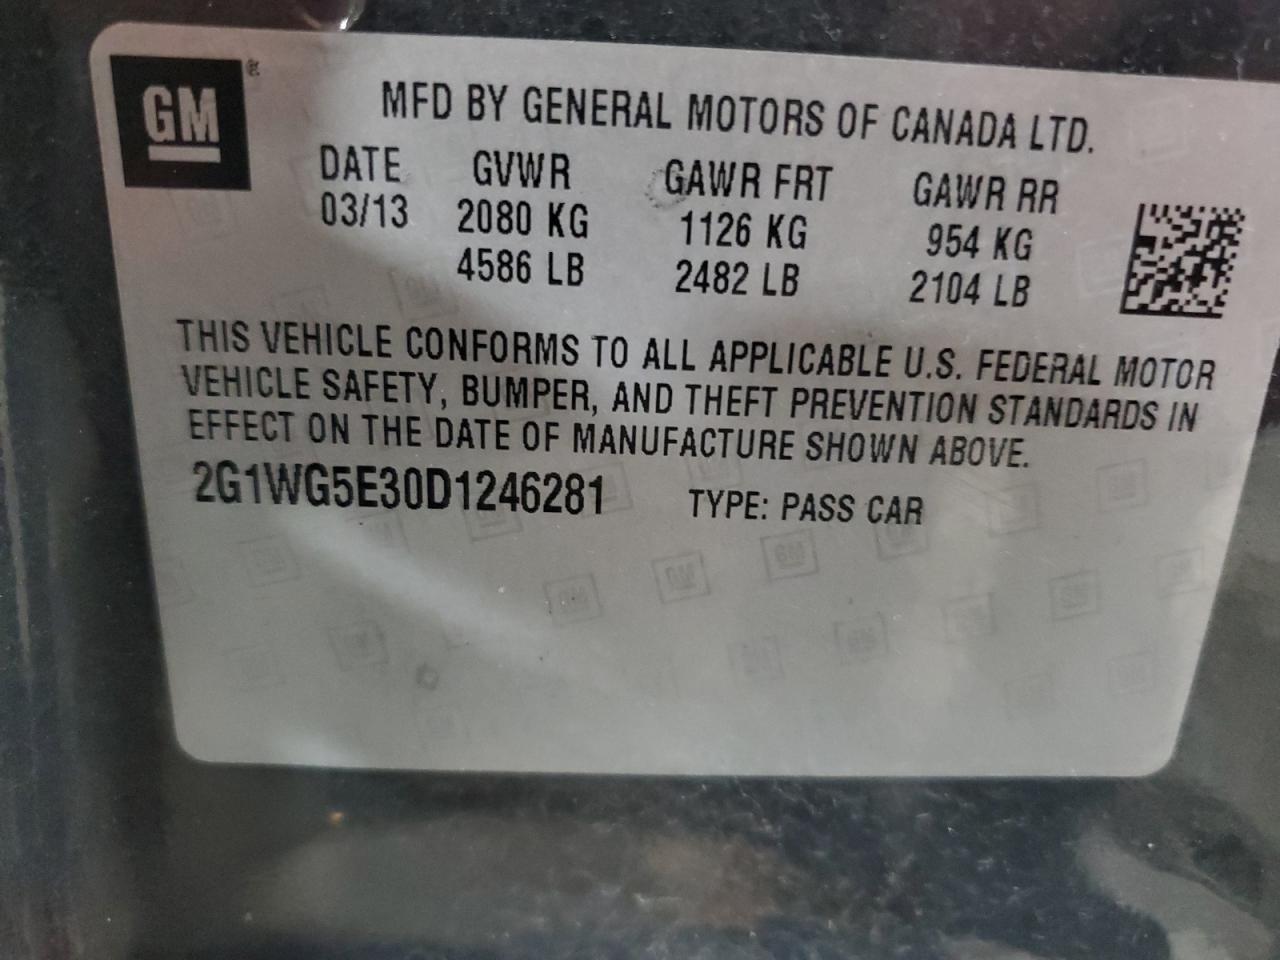 GM
MFD BY GENERAL MOTORS OF CANADA LTD.
DATE GVWR GAWR FRT GAWR RR
03/13 2080 KG 1126 KG 954 KG
4586 LB 2482 LB 2104 LB
THIS VEHICLE CONFORMS TO ALL APPLICABLE U.S. FEDERAL MOTOR
VEHICLE SAFETY, BUMPER, AND THEFT PREVENTION STANDARDS IN
EFFECT ON THE DATE OF MANUFACTURE SHOWN ABOVE.
2G1WG5E30D1246281 TYPE: PASS CAR